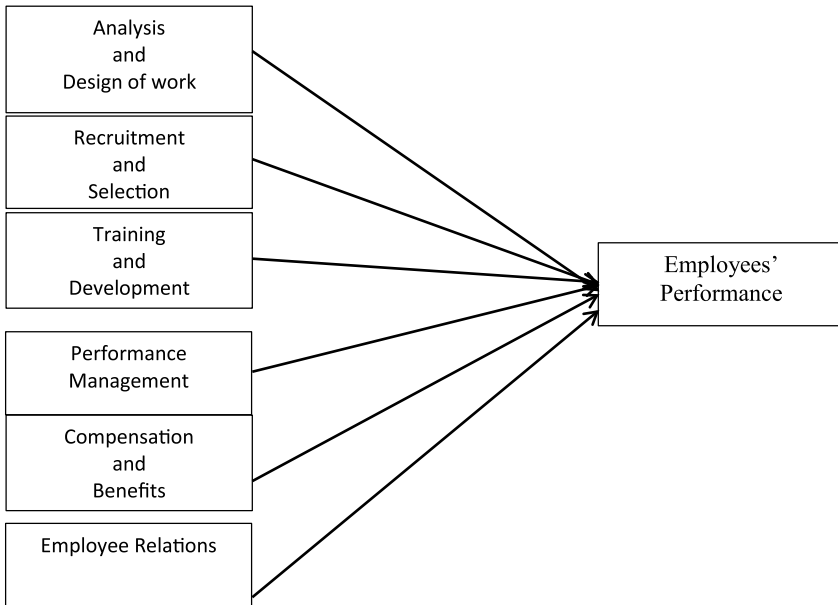 Analysis
and
Design of work
Recruitment
and
Selection
Training
and
Development
Performance
Management
Compensation
and
Benefits
Employee Relations
Employees’
Performance